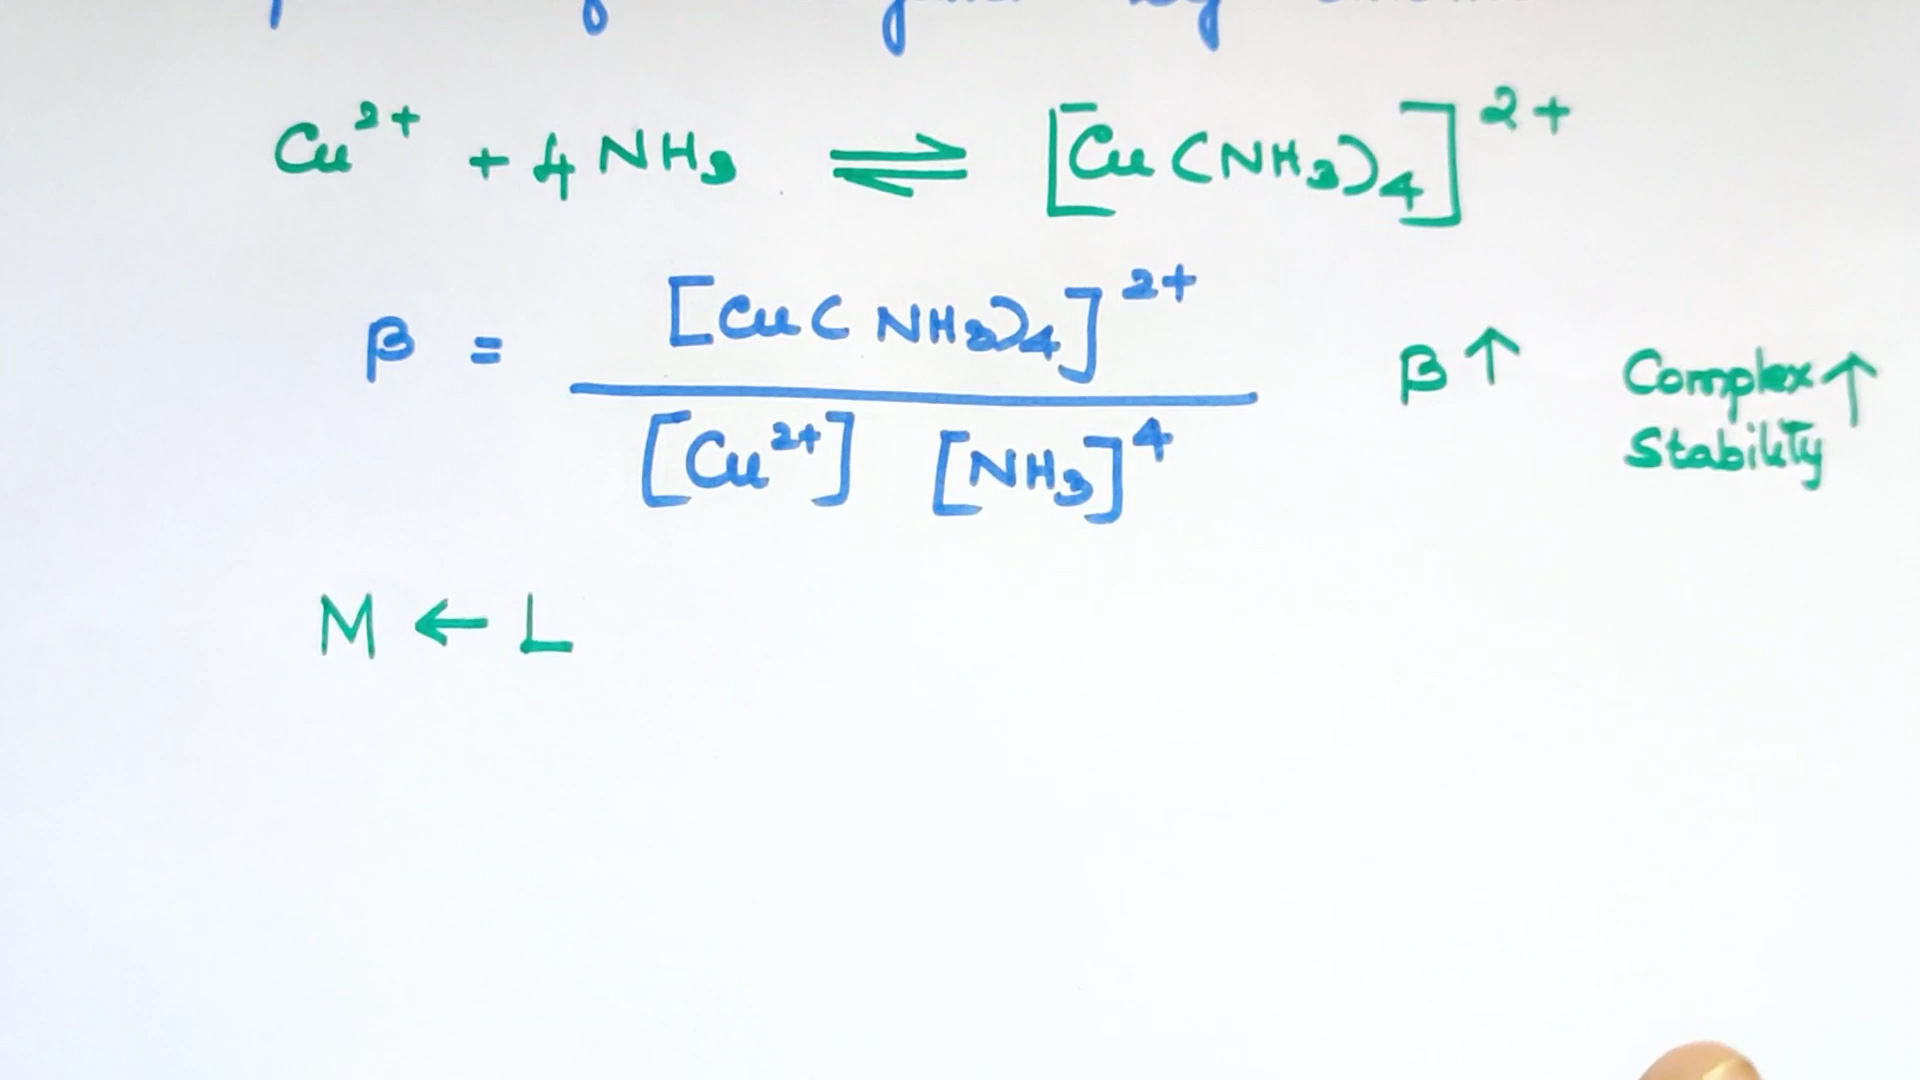 Cu²⁺ + 4 NH₃ ⇌ [Cu(NH₃)₄]²⁺
β = [Cu(NH₃)₄]²⁺ / [Cu²⁺] [NH₃]⁴
β↑
Complex↑
Stability
M ← L